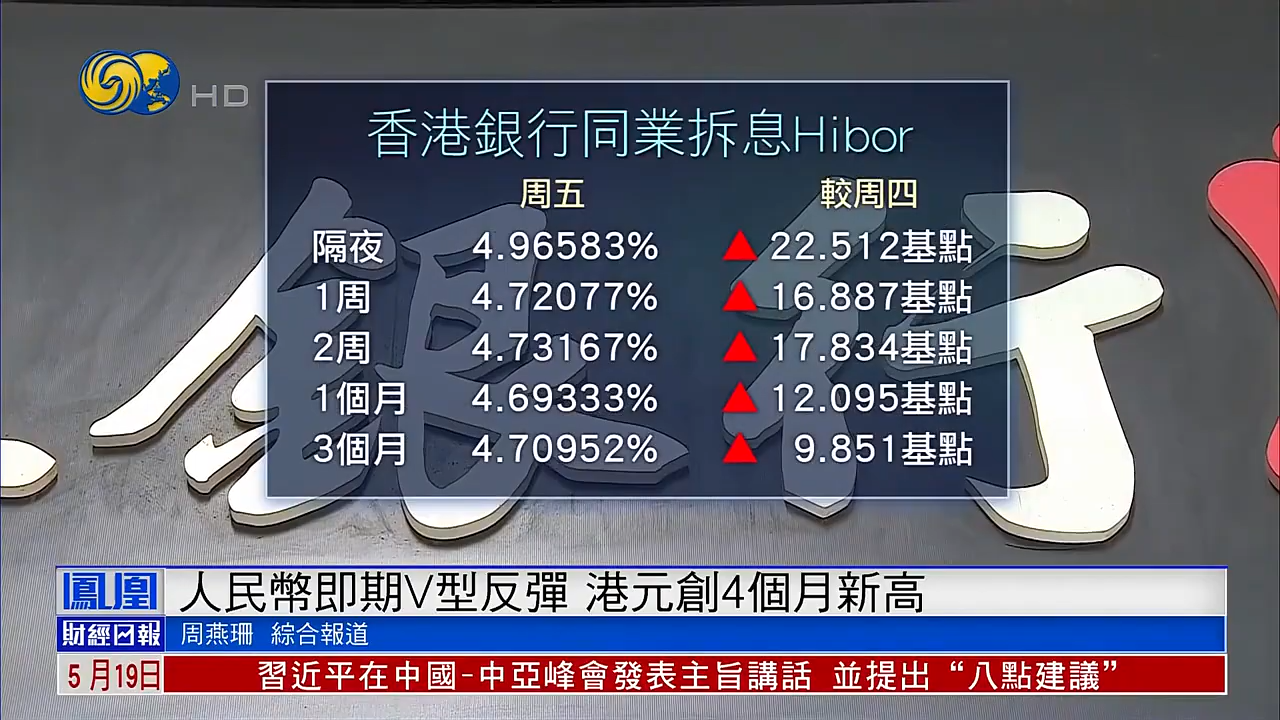 HD
香港銀行同業拆息Hibor
周五 較周四
隔夜 4.96583% ▲ 22.512基點
1周 4.72077% ▲ 16.887基點
2周 4.73167% ▲ 17.834基點
1個月 4.69333% ▲ 12.095基點
3個月 4.70952% ▲ 9.851基點
銀行
鳳凰 人民幣即期V型反彈 港元創4個月新高
財經日報 周燕珊 綜合報道
5月19日 習近平在中國-中亞峰會發表主旨講話 並提出“八點建議”